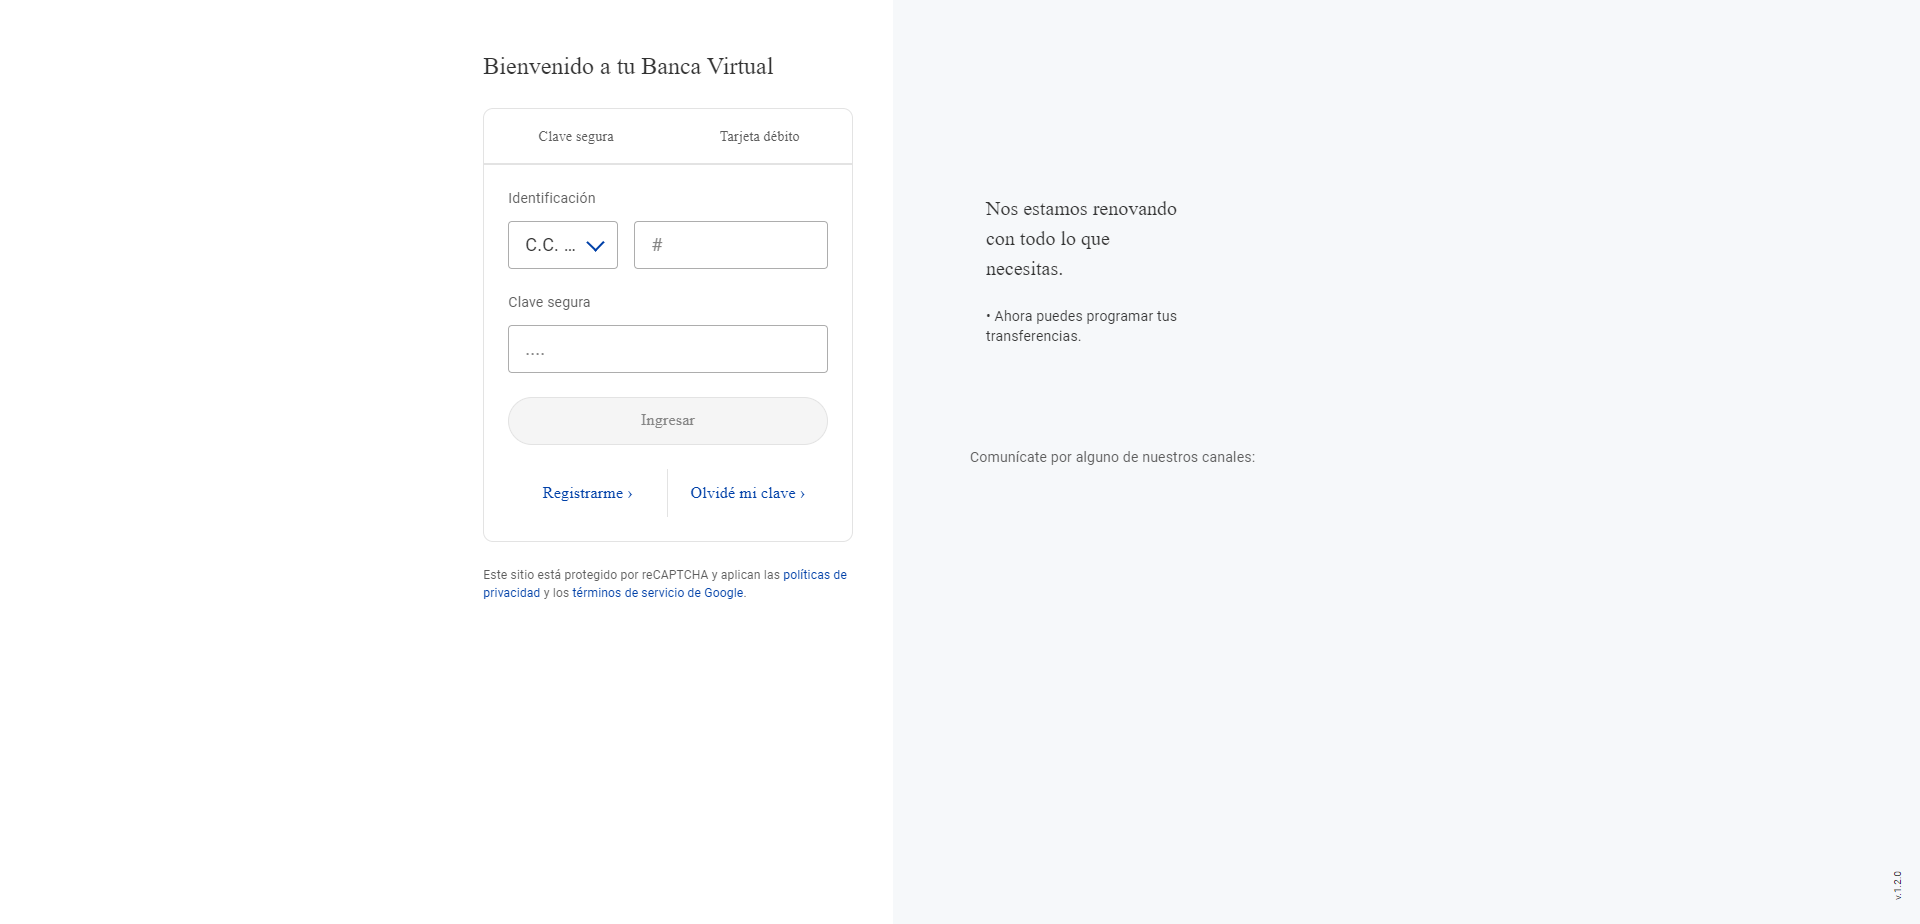 Bienvenido a tu Banca Virtual
Clave segura
Tarjeta débito
Identificación
C.C. ...
#
Clave segura
....
Ingresar
Registrarme ›
Olvidé mi clave ›
Este sitio está protegido por reCAPTCHA y aplican las políticas de
privacidad y los términos de servicio de Google.
Nos estamos renovando
con todo lo que
necesitas.
• Ahora puedes programar tus
transferencias.
Comunícate por alguno de nuestros canales:
v.1.2.0